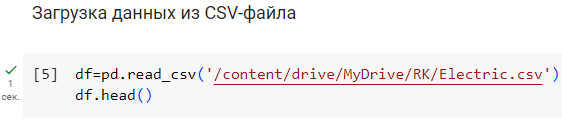 Загрузка данных из CSV-файла
[5] df=pd.read_csv('/content/drive/MyDrive/RK/Electric.csv')
1 df.head()
сек.